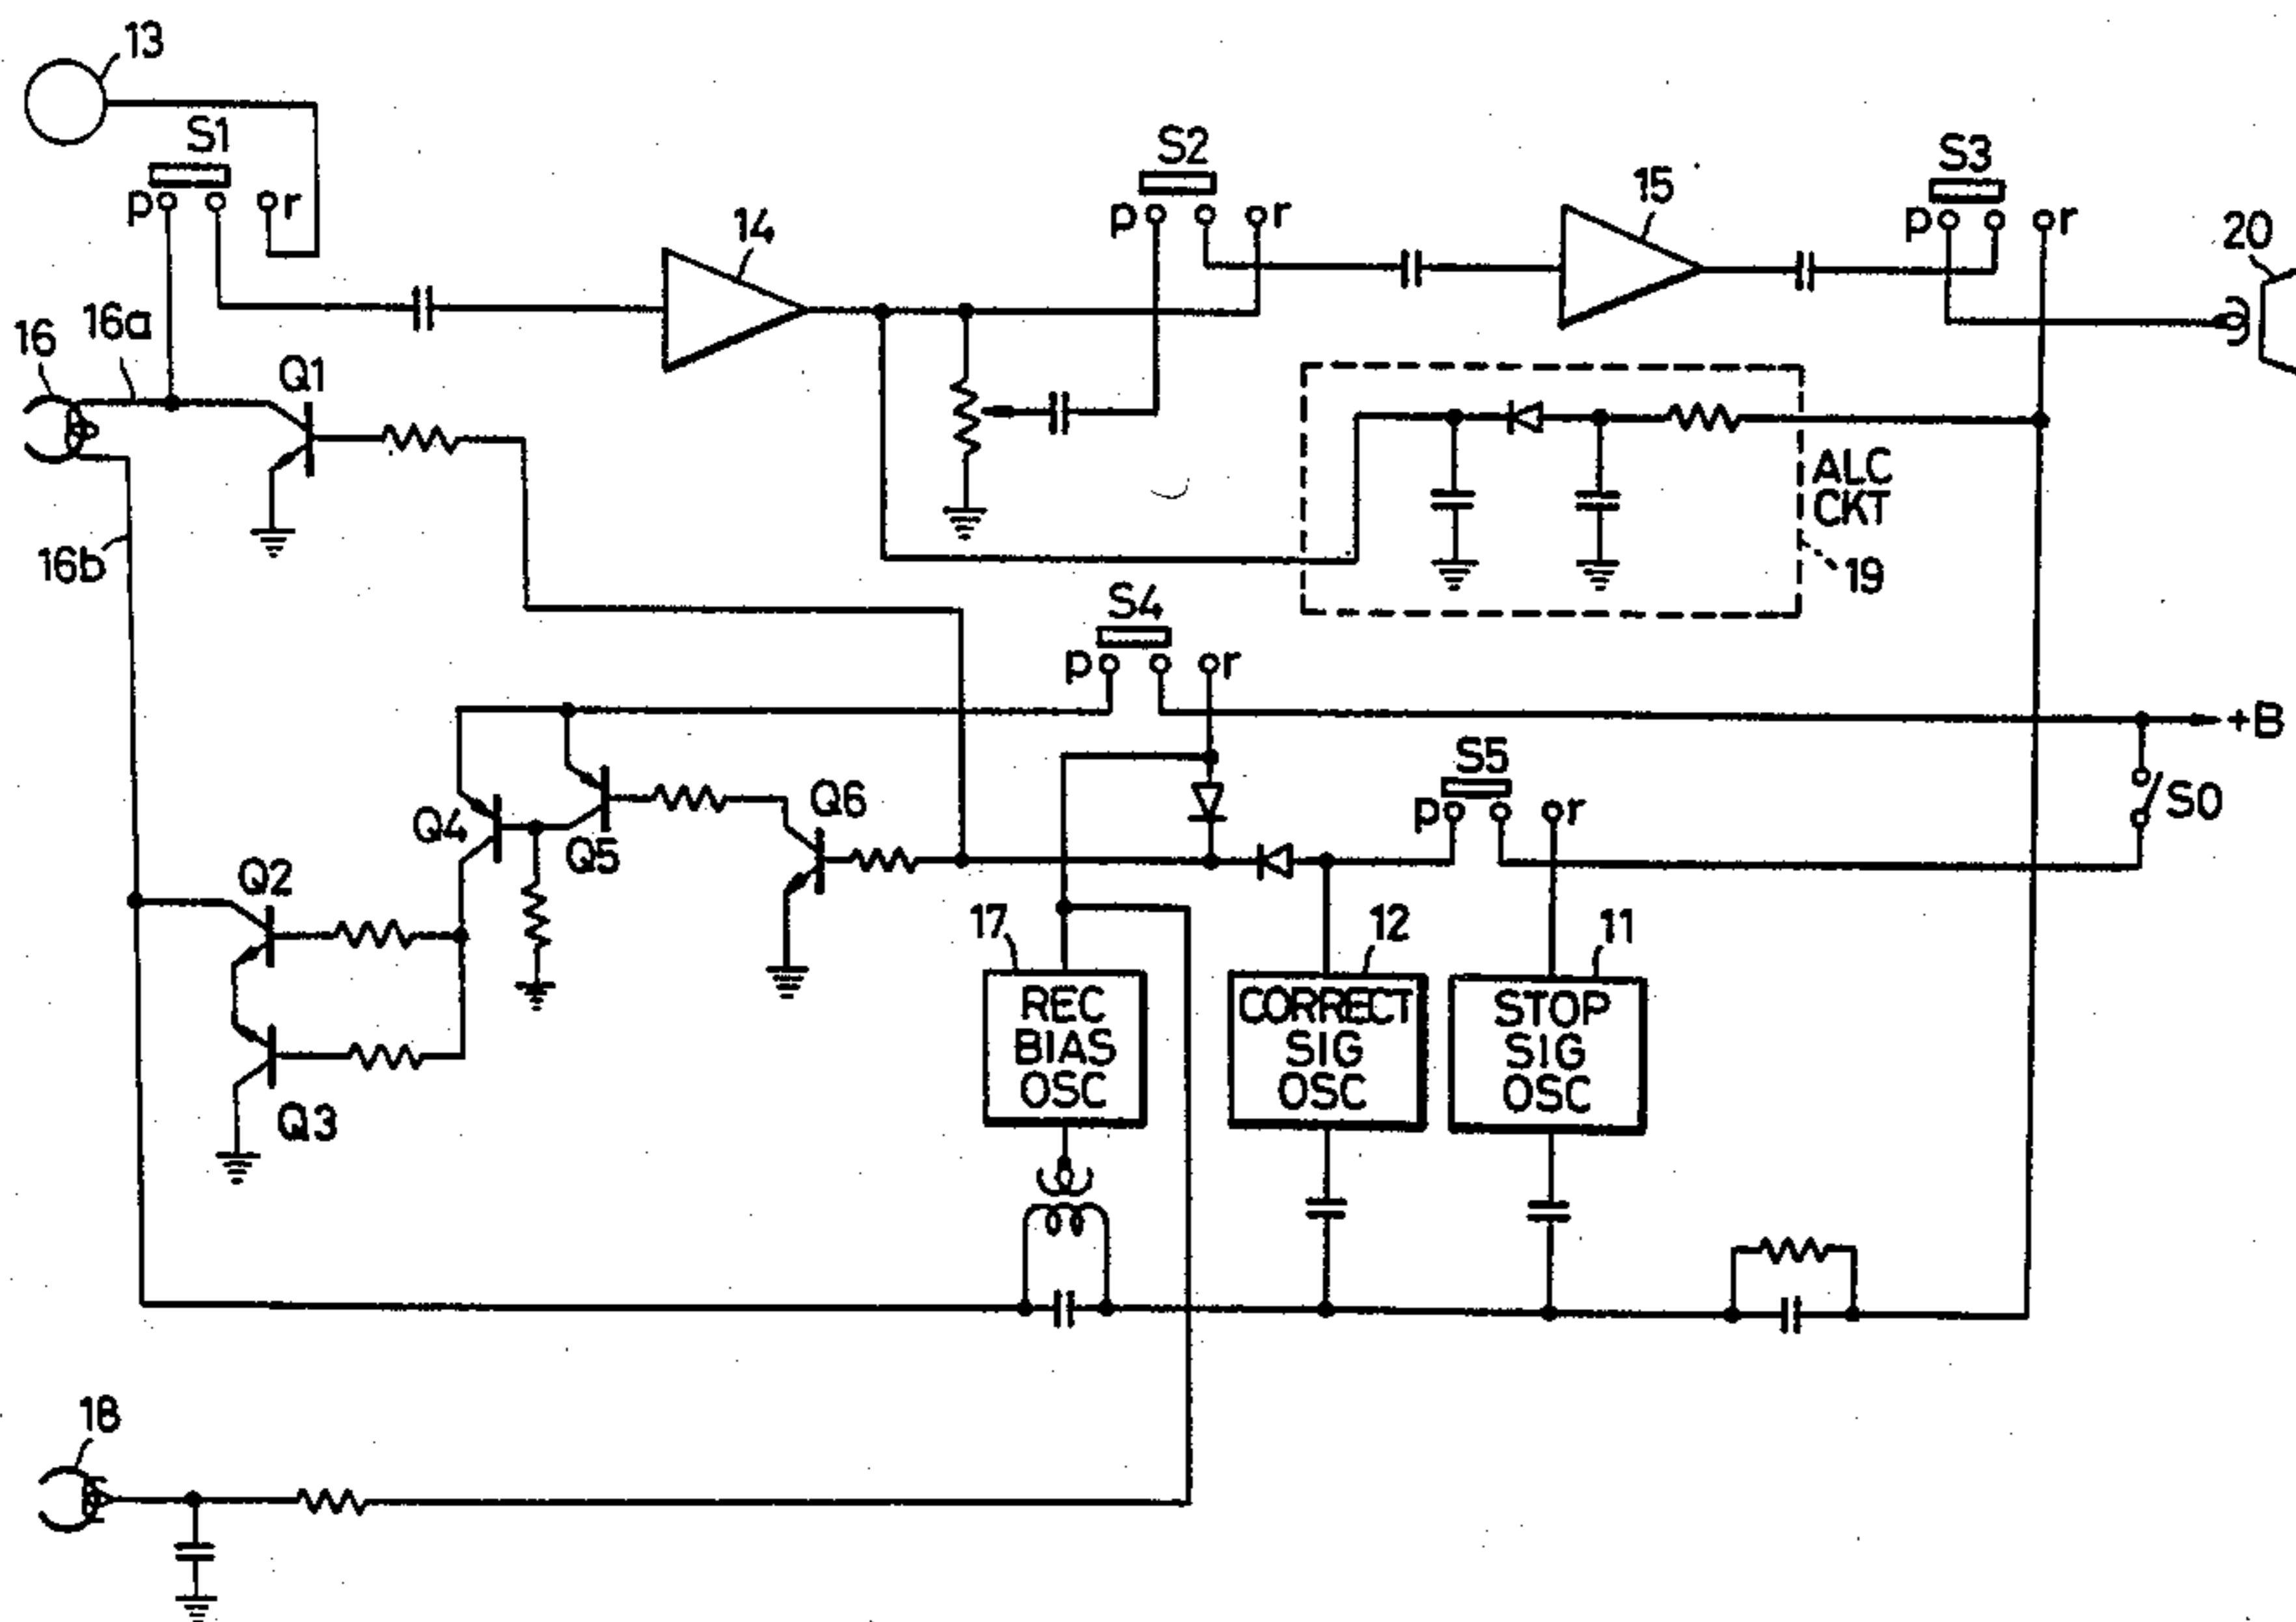 13
S1
p
r
S2
p
r
S3
p
r
14
15
20
16
16a
Q1
16b
ALC
CKT
19
S4
p
r
+B
S5
p
r
S0
Q4
Q5
Q6
Q2
Q3
17
12
11
REC
BIAS
OSC
CORRECT
SIG
OSC
STOP
SIG
OSC
18